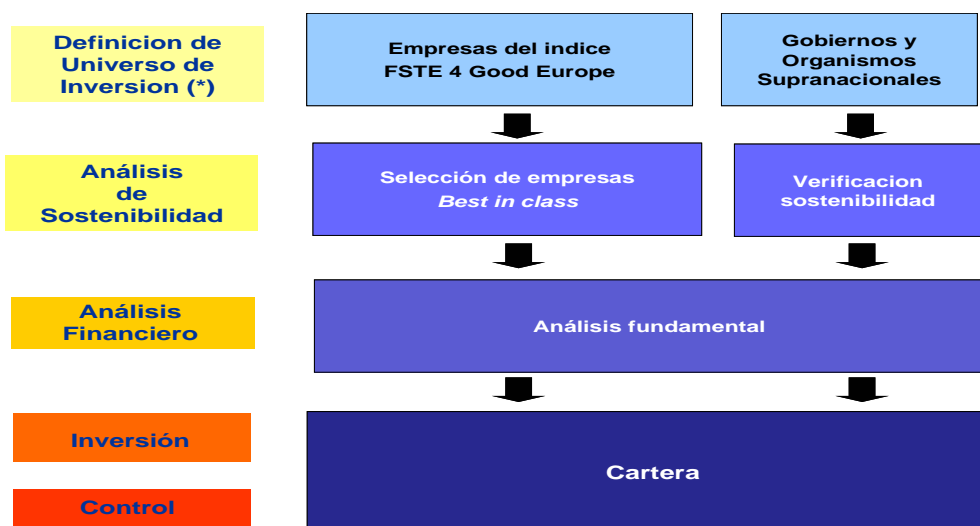 Definicion de
Universo de
Inversion (*)
Empresas del indice
FSTE 4 Good Europe
Gobiernos y
Organismos
Supranacionales
Análisis
de
Sostenibilidad
Selección de empresas
Best in class
Verificacion
sostenibilidad
Análisis
Financiero
Análisis fundamental
Inversión
Cartera
Control